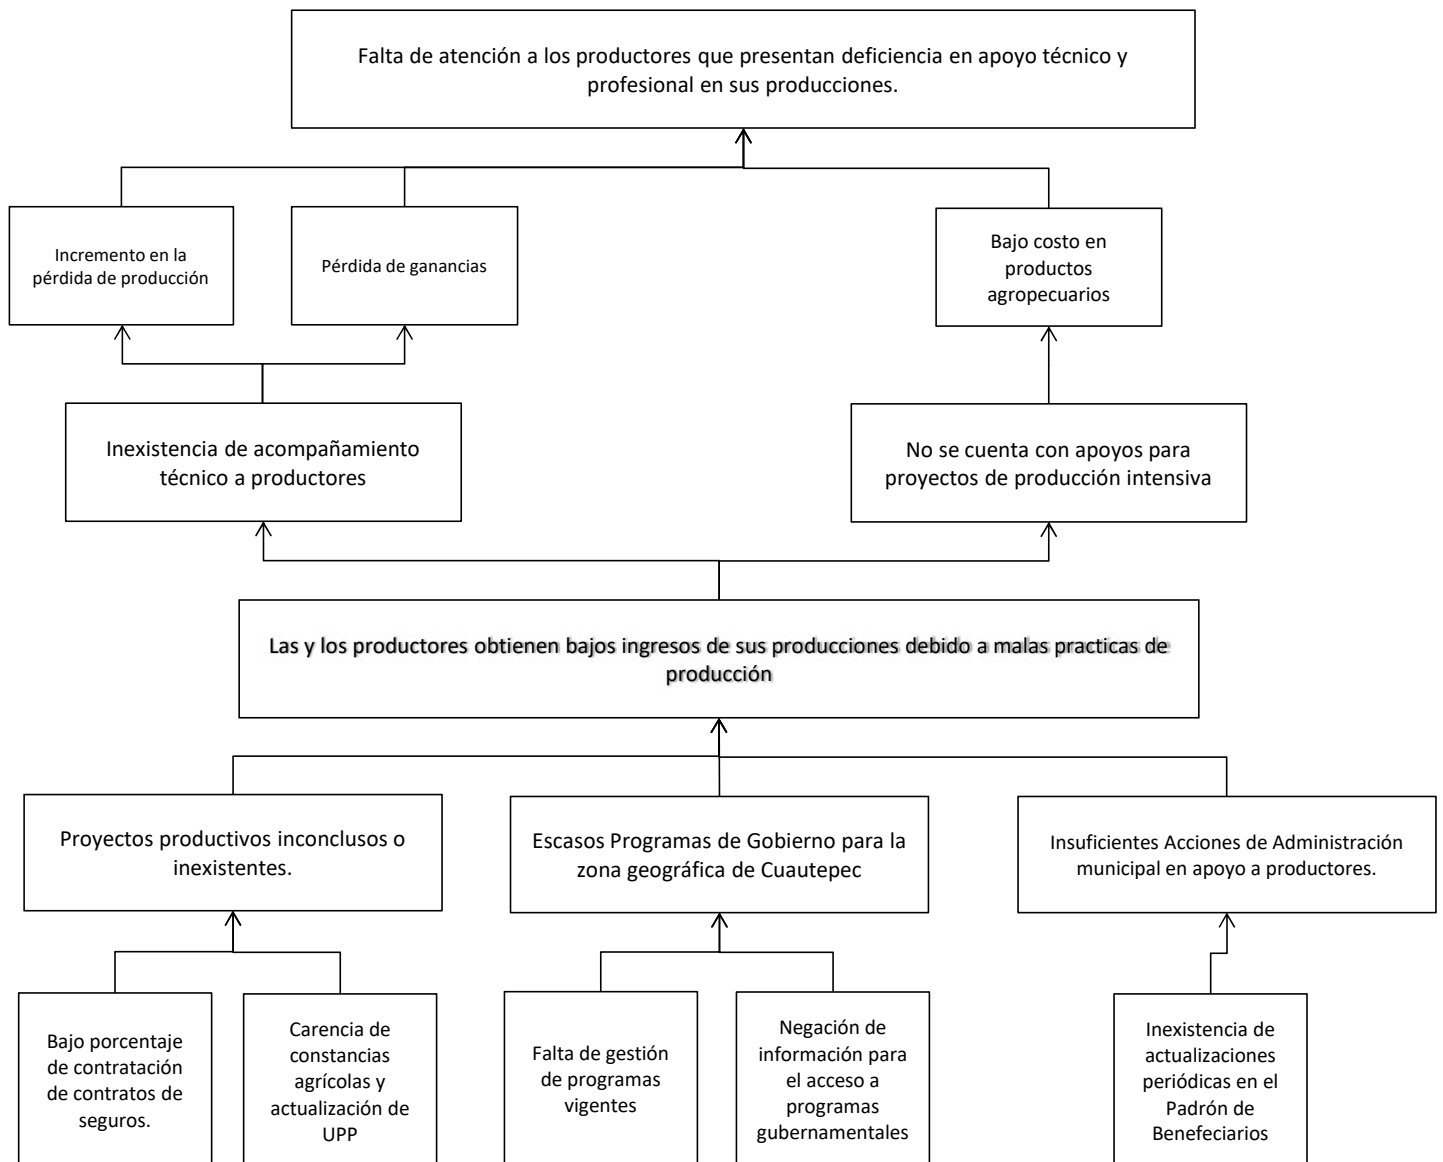 Falta de atención a los productores que presentan deficiencia en apoyo técnico y
profesional en sus producciones.
Incremento en la
pérdida de producción
Pérdida de ganancias
Bajo costo en
productos
agropecuarios
Inexistencia de acompañamiento
técnico a productores
No se cuenta con apoyos para
proyectos de producción intensiva
Las y los productores obtienen bajos ingresos de sus producciones debido a malas practicas de
producción
Proyectos productivos inconclusos o
inexistentes.
Escasos Programas de Gobierno para la
zona geográfica de Cuautepec
Insuficientes Acciones de Administración
municipal en apoyo a productores.
Bajo porcentaje
de contratación
de contratos de
seguros.
Carencia de
constancias
agrícolas y
actualización de
UPP
Falta de gestión
de programas
vigentes
Negación de
información para
el acceso a
programas
gubernamentales
Inexistencia de
actualizaciones
periódicas en el
Padrón de
Benefeciarios